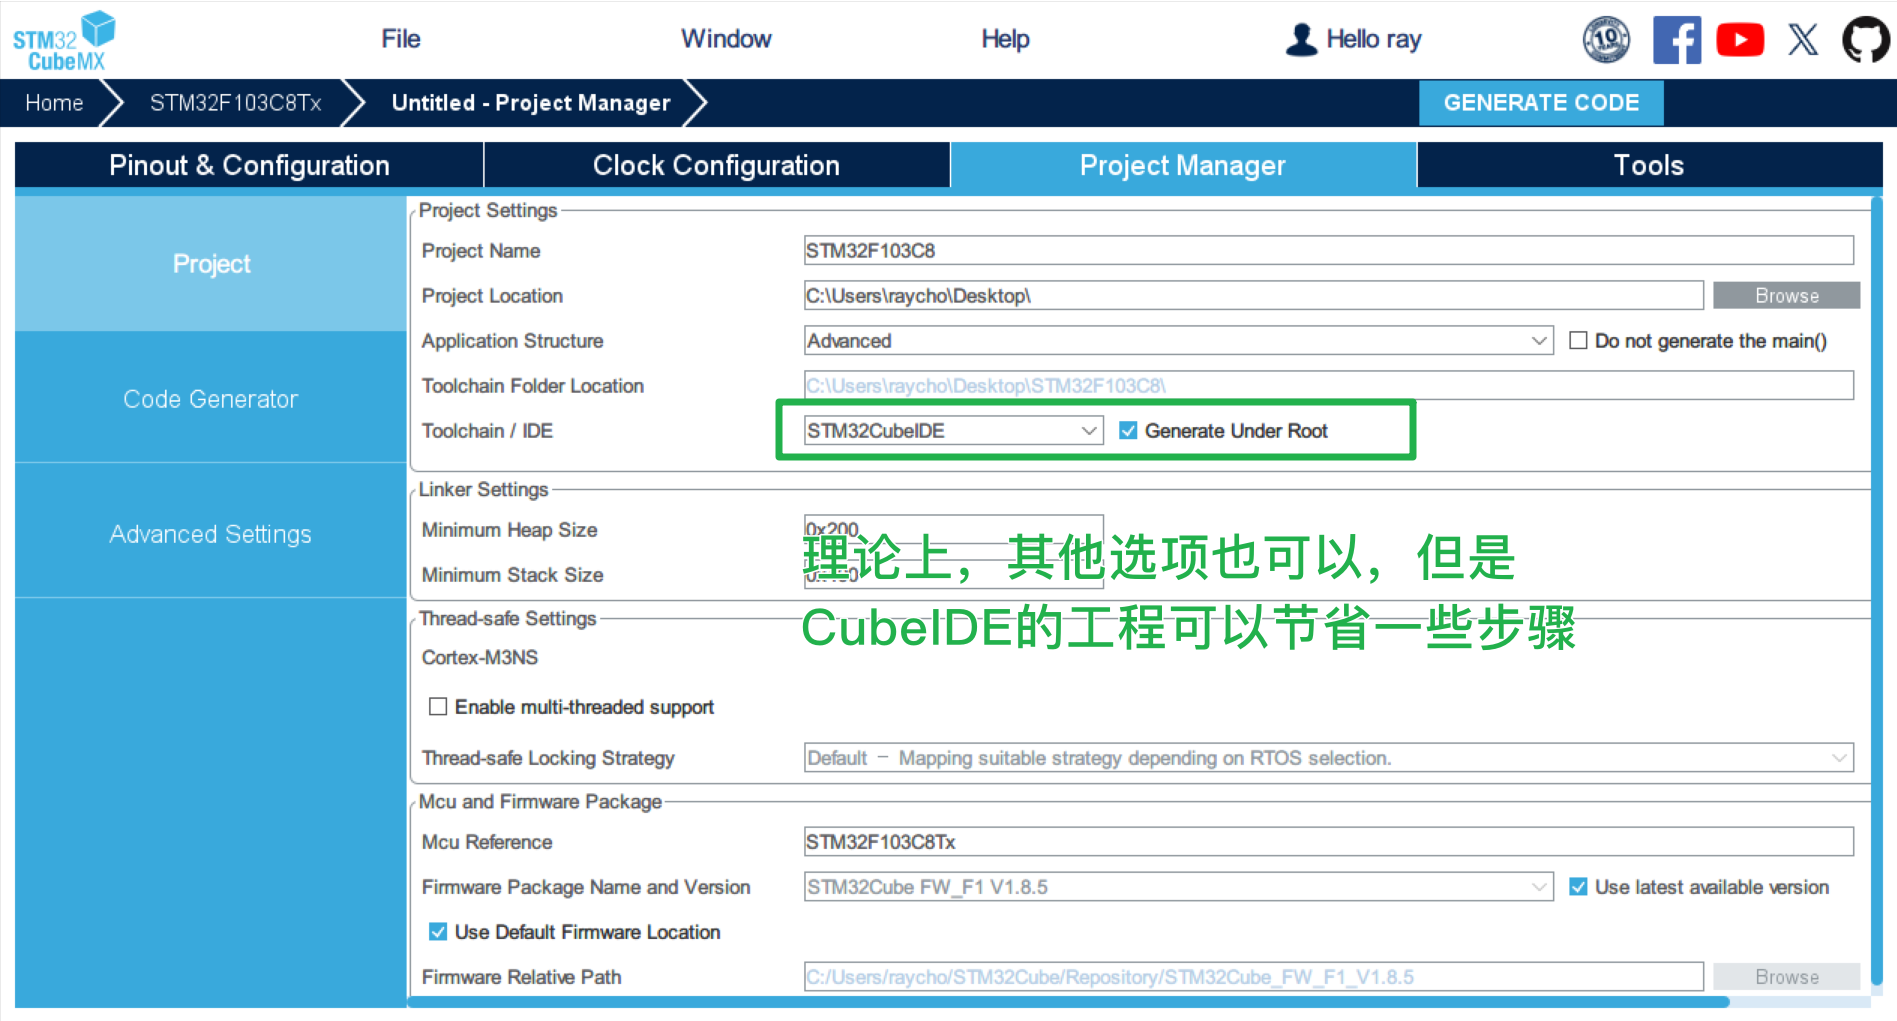 STM32
CubeMX
File
Window
Help
Hello ray
10 YEARS
Home
STM32F103C8Tx
Untitled - Project Manager
GENERATE CODE
Pinout & Configuration
Clock Configuration
Project Manager
Tools
Project
Code Generator
Advanced Settings
Project Settings
Project Name
STM32F103C8
Project Location
C:\Users\raycho\Desktop\
Browse
Application Structure
Advanced
Do not generate the main()
Toolchain Folder Location
C:\Users\raycho\Desktop\STM32F103C8\
Toolchain / IDE
STM32CubeIDE
Generate Under Root
Linker Settings
Minimum Heap Size
0x200
Minimum Stack Size
理论上，其他选项也可以，但是
CubeIDE的工程可以节省一些步骤
Thread-safe Settings
Cortex-M3NS
Enable multi-threaded support
Thread-safe Locking Strategy
Default － Mapping suitable strategy depending on RTOS selection.
Mcu and Firmware Package
Mcu Reference
STM32F103C8Tx
Firmware Package Name and Version
STM32Cube FW_F1 V1.8.5
Use latest available version
Use Default Firmware Location
Firmware Relative Path
C:/Users/raycho/STM32Cube/Repository/STM32Cube_FW_F1_V1.8.5
Browse